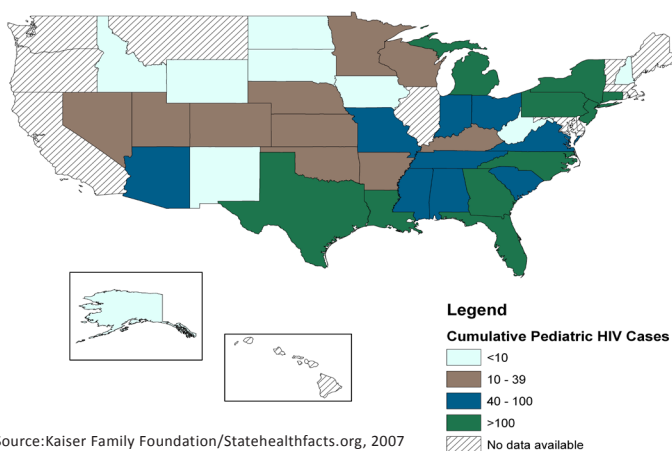 Legend
Cumulative Pediatric HIV Cases
<10
10 - 39
40 - 100
>100
No data available
ource:Kaiser Family Foundation/Statehealthfacts.org, 2007